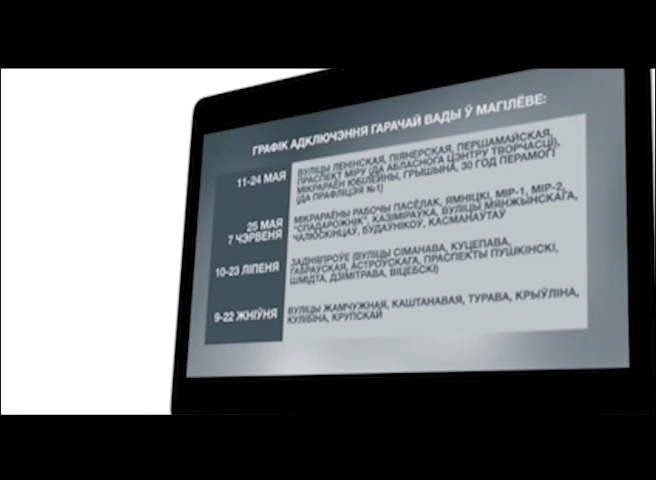 ГРАФІК АДКЛЮЧЭННЯ ГАРАЧАЙ ВАДЫ Ў МАГІЛЁВЕ:
11-24 МАЯ
ВУЛІЦЫ ЛЕНІНСКАЯ, ПІЯНЕРСКАЯ, ПЕРШАМАЙСКАЯ,
ПРАСПЕКТ МІРУ (ДА АБЛАСНОГА ЦЭНТРУ ТВОРЧАСЦІ),
МІКРАРАЁН ЮБІЛЕЙНЫ, ГРЫШЫНА, 30 ГОД ПЕРАМОГІ
(ДА ПРАФЛІЦЭЯ №1)
25 МАЯ
7 ЧЭРВЕНЯ
МІКРАРАЁНЫ РАБОЧЫ ПАСЁЛАК, ЯМНІЦКІ, МІР-1, МІР-2,
"СПАДАРОЖНІК", КАЗІМІРАЎКА, ВУЛІЦЫ МЯНЖЫНСКАГА,
ЧАЛЮСКІНЦАЎ, БУДАЎНІКОЎ, КАСМАНАЎТАЎ
10-23 ЛІПЕНЯ
ЗАДНЯПРОЎЕ (ВУЛІЦЫ СІМАНАВА, КУЦЕПАВА,
ГАБРАЎСКАЯ, АСТРОЎСКАГА, ПРАСПЕКТЫ ПУШКІНСКІ,
ШМІДТА, ДЗІМІТРАВА, ВІЦЕБСКІ)
9-22 ЖНІЎНЯ
ВУЛІЦЫ ЖАМЧУЖНАЯ, КАШТАНАВАЯ, ТУРАВА, КРЫЎЛІНА,
КУЛІБІНА, КРУПСКАЙ